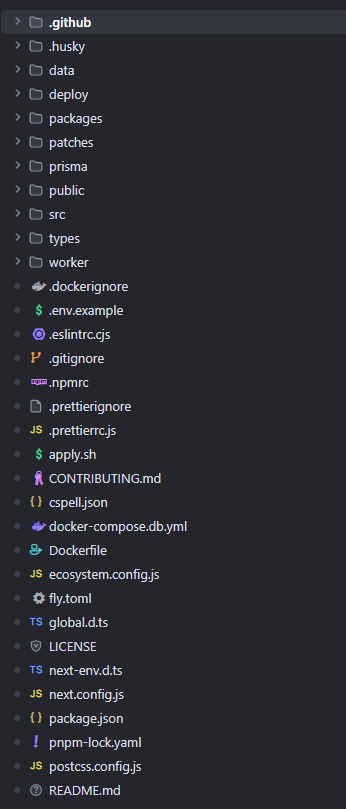 .github
.husky
data
deploy
packages
patches
prisma
public
src
types
worker
.dockerignore
$ .env.example
.eslintrc.cjs
.gitignore
npm .npmrc
.prettierignore
JS .prettierrc.js
$ apply.sh
CONTRIBUTING.md
{ } cspell.json
docker-compose.db.yml
Dockerfile
JS ecosystem.config.js
fly.toml
TS global.d.ts
LICENSE
TS next-env.d.ts
JS next.config.js
{ } package.json
! pnpm-lock.yaml
JS postcss.config.js
? README.md